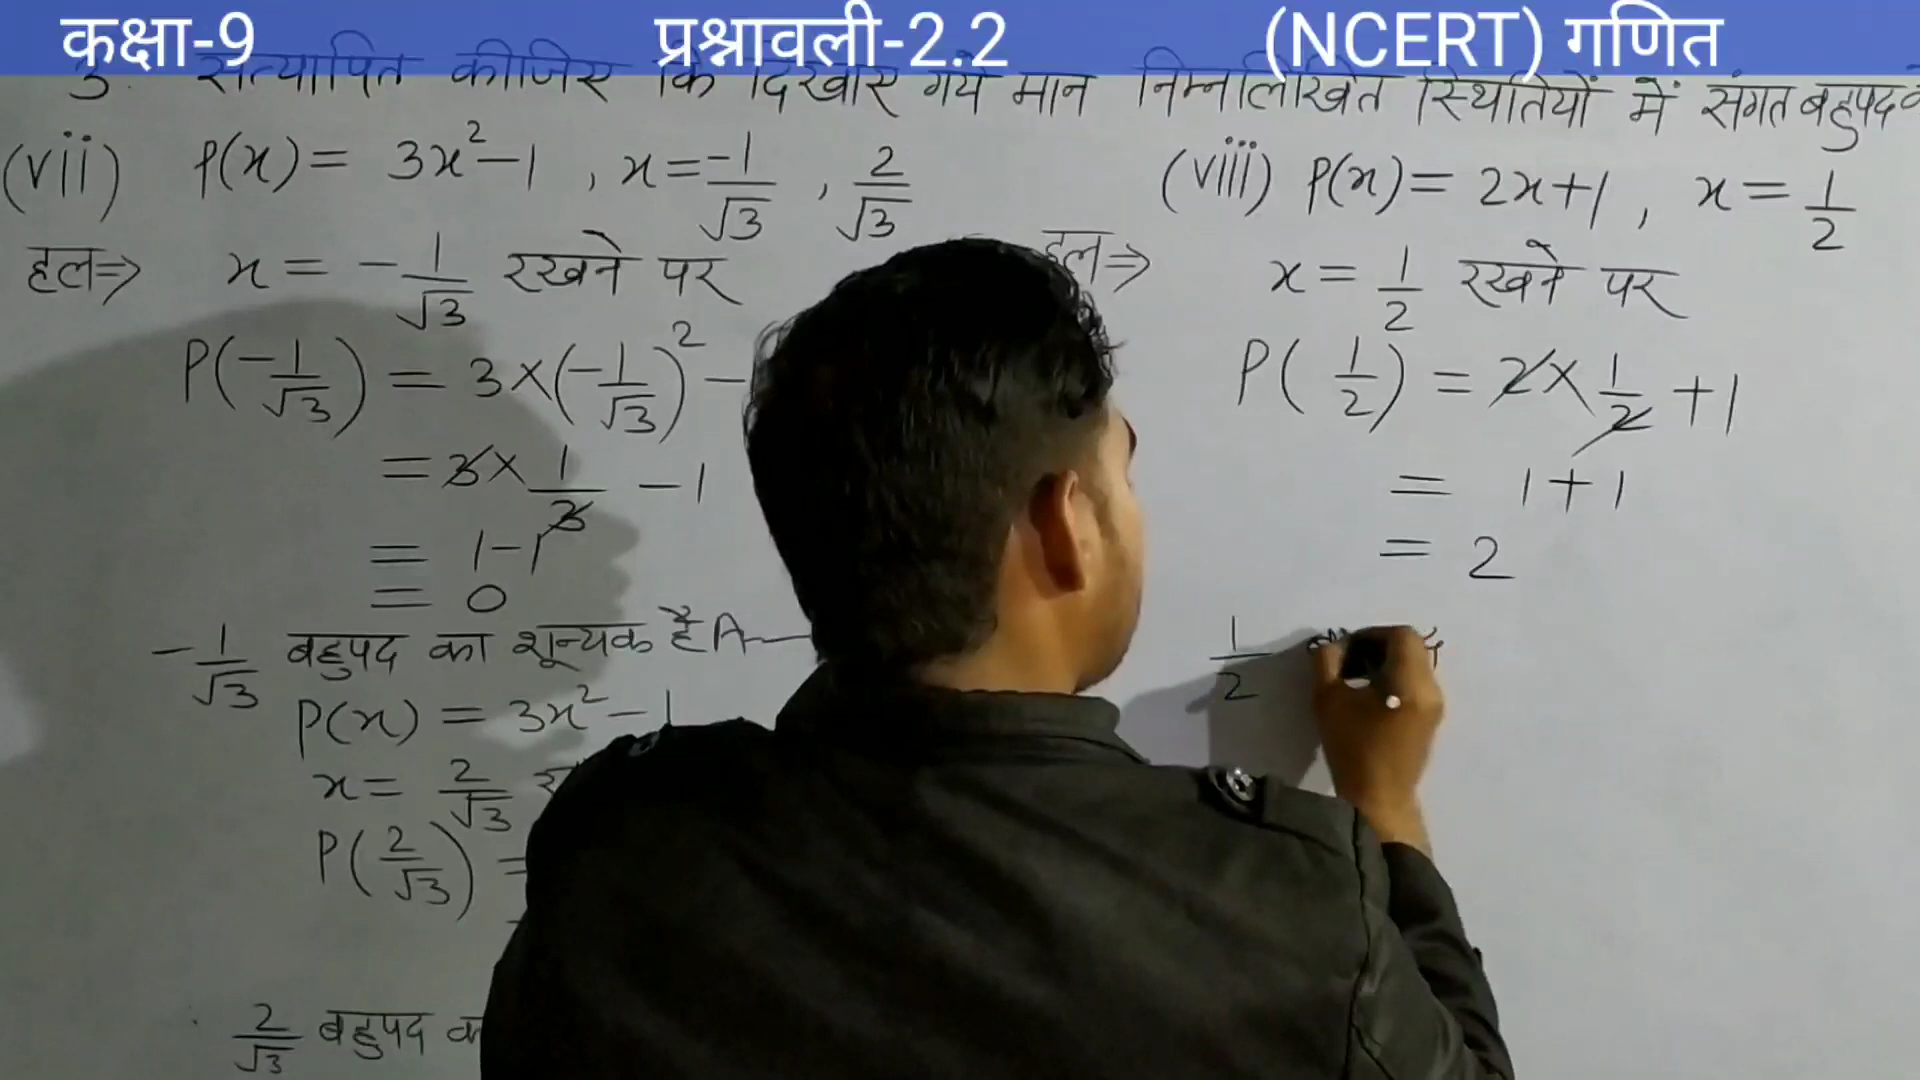 कक्षा-9 प्रश्नावली-2.2 (NCERT) गणित
3. सत्यापित कीजिए कि दिखाए गये मान निम्नलिखित स्थितियों में संगत बहुपद
(vii) p(x) = 3x²-1 , x = -1/√3 , 2/√3
हल⇒ x = -1/√3 रखने पर
P(-1/√3) = 3×(-1/√3)² -
= 3×1/3 -1
= 1-1
= 0
-1/√3 बहुपद का शून्यक है A
P(x) = 3x²-1
x = 2/√3
P(2/√3) =
2/√3 बहुपद
(viii) P(x) = 2x+1, x = 1/2
हल⇒ x = 1/2 रखने पर
P(1/2) = 2×1/2 +1
= 1+1
= 2
1/2